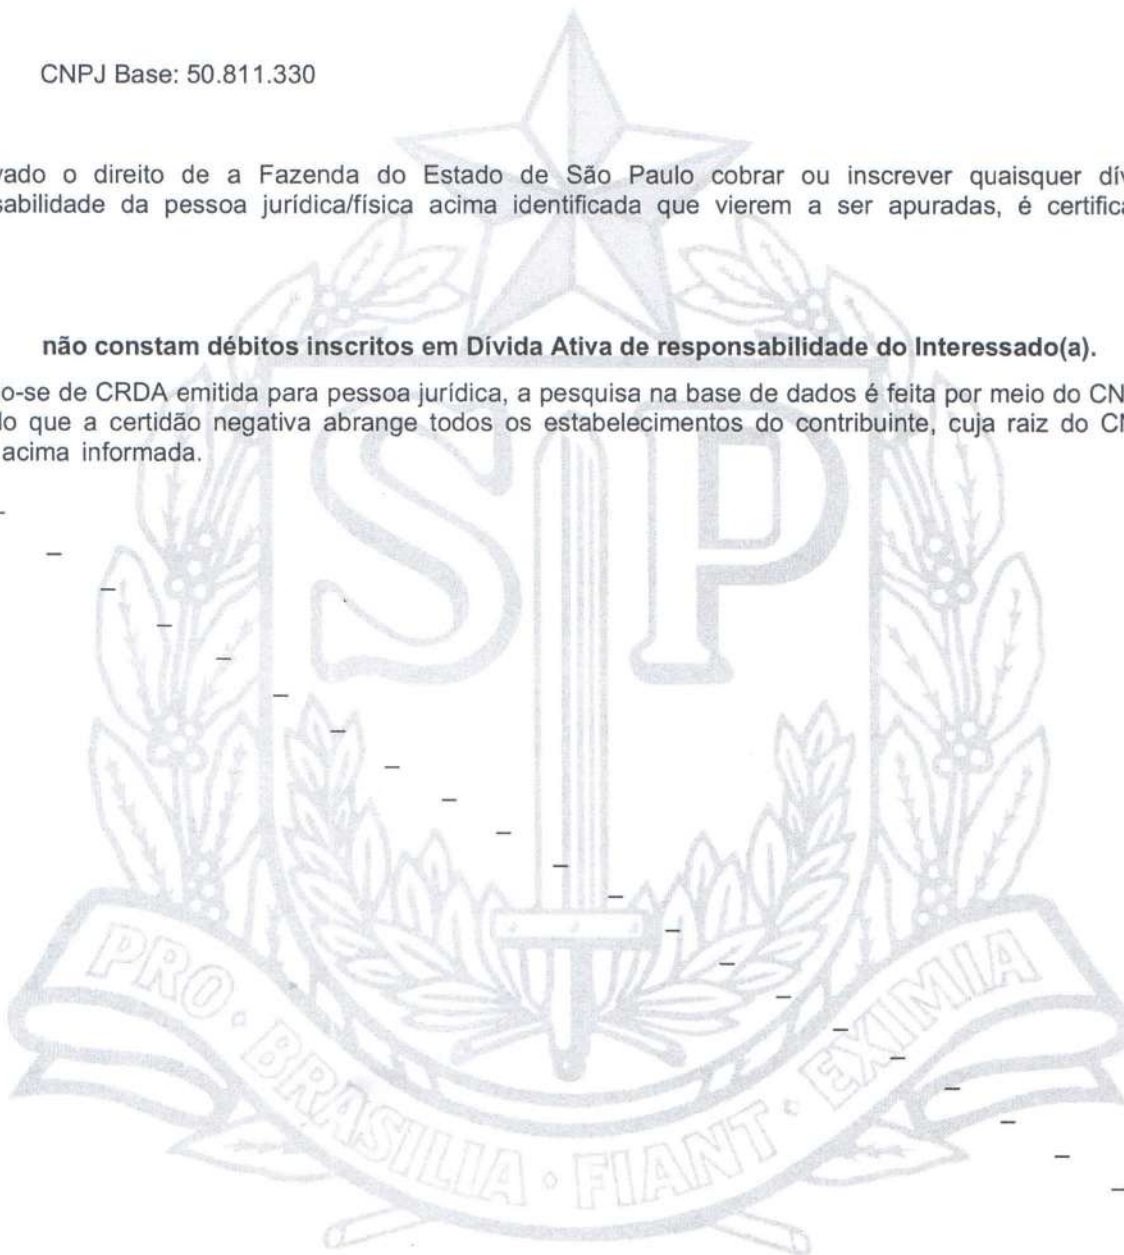 CNPJ Base: 50.811.330
vado o direito de a Fazenda do Estado de São Paulo cobrar ou inscrever quaisquer dív
sabilidade da pessoa jurídica/física acima identificada que vierem a ser apuradas, é certifica
não constam débitos inscritos em Dívida Ativa de responsabilidade do Interessado(a).
o-se de CRDA emitida para pessoa jurídica, a pesquisa na base de dados é feita por meio do CN
do que a certidão negativa abrange todos os estabelecimentos do contribuinte, cuja raiz do CN
acima informada.
SP
PRO · BRASILIA · FIANT · EXIMIA